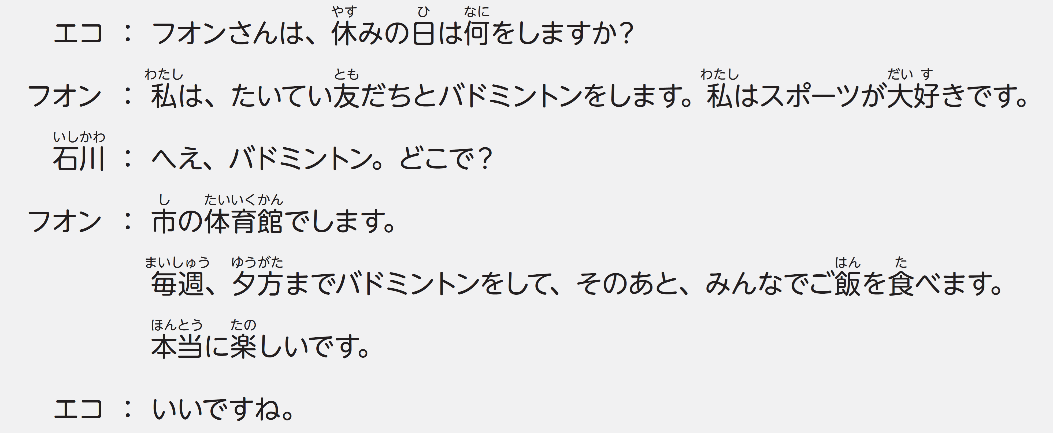 エコ：フオンさんは、休みの日は何をしますか？
フオン：私は、たいてい友だちとバドミントンをします。私はスポーツが大好きです。
石川：へえ、バドミントン。どこで？
フオン：市の体育館でします。
毎週、夕方までバドミントンをして、そのあと、みんなでご飯を食べます。
本当に楽しいです。
エコ：いいですね。